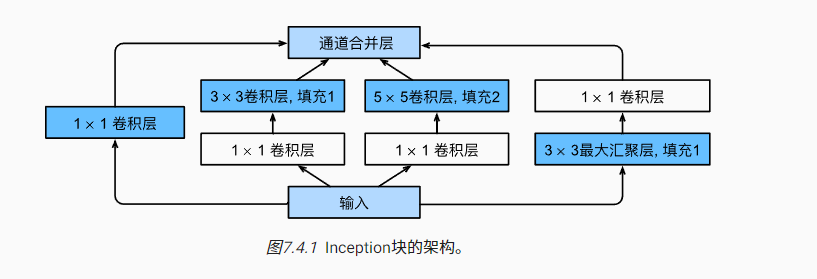 通道合并层
3 × 3卷积层, 填充1
5 × 5卷积层, 填充2
1 × 1 卷积层
1 × 1 卷积层
1 × 1 卷积层
1 × 1 卷积层
3 × 3最大汇聚层, 填充1
输入
图7.4.1 Inception块的架构。